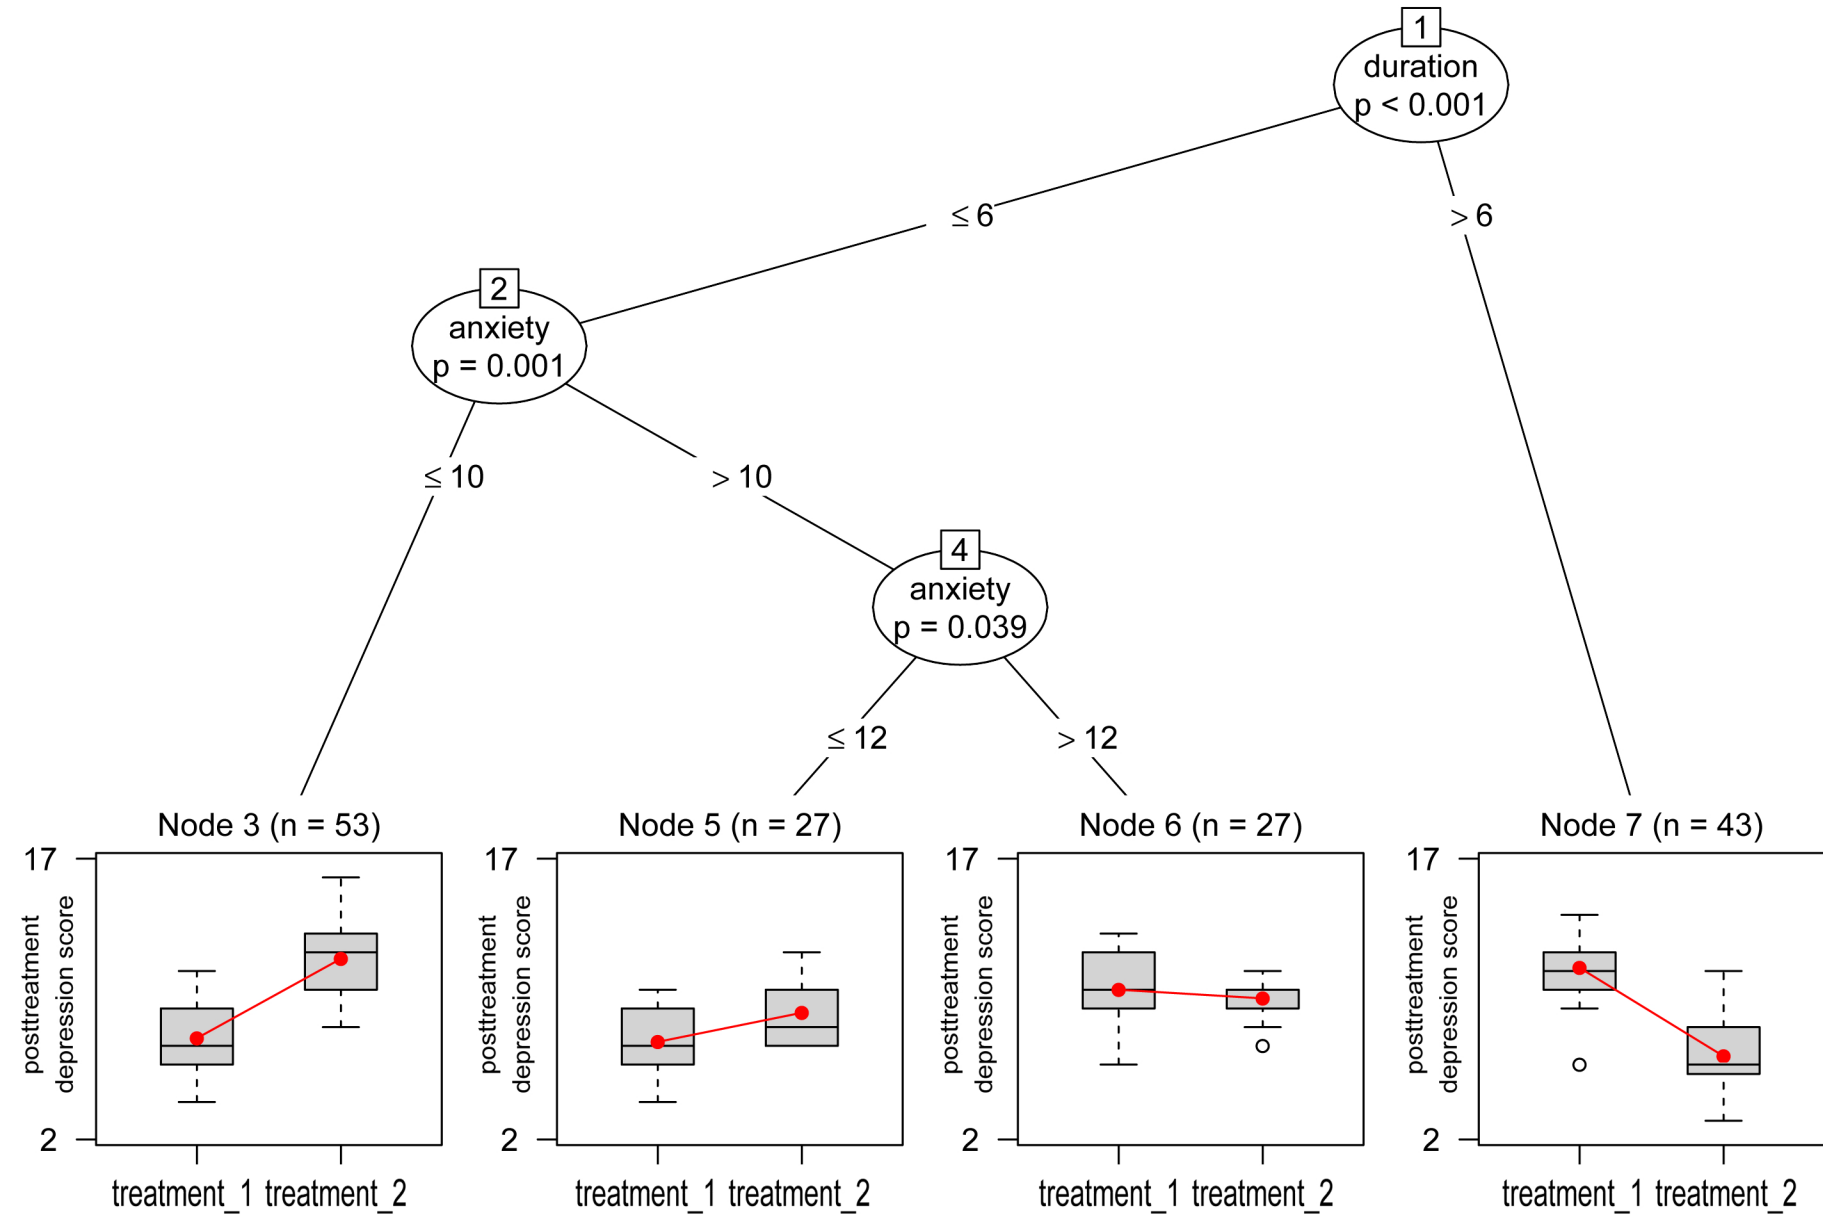 1
duration
p < 0.001
≤ 6
> 6
2
anxiety
p = 0.001
≤ 10
> 10
4
anxiety
p = 0.039
≤ 12
> 12
Node 3 (n = 53)
17
2
posttreatment
depression score
treatment_1
treatment_2
Node 5 (n = 27)
17
2
posttreatment
depression score
treatment_1
treatment_2
Node 6 (n = 27)
17
2
posttreatment
depression score
treatment_1
treatment_2
Node 7 (n = 43)
17
2
posttreatment
depression score
treatment_1
treatment_2